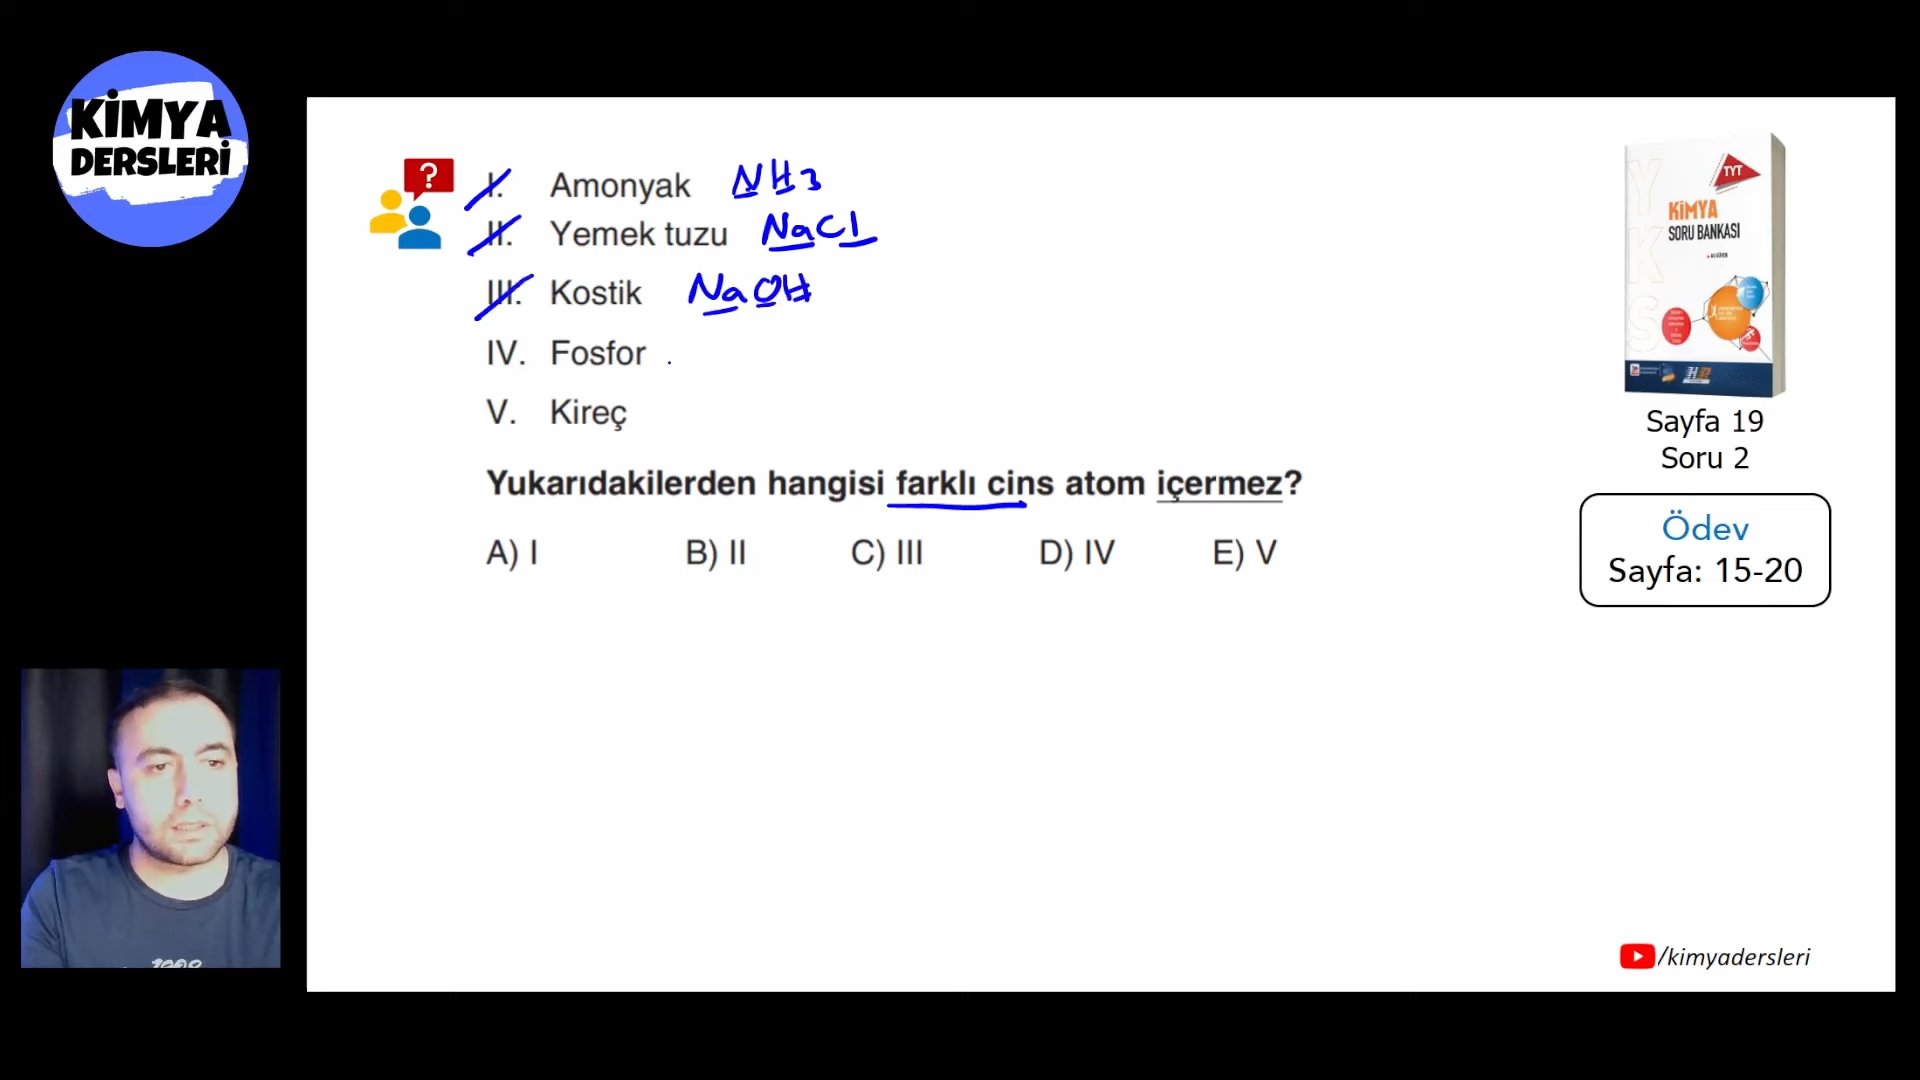 KİMYA
DERSLERİ
?
I. Amonyak NH3
II. Yemek tuzu NaCl
III. Kostik NaOH
IV. Fosfor
V. Kireç
Yukarıdakilerden hangisi farklı cins atom içermez?
A) I B) II C) III D) IV E) V
YKS
TYT
KİMYA
SORU BANKASI
Sayfa 19
Soru 2
Ödev
Sayfa: 15-20
/kimyadersleri